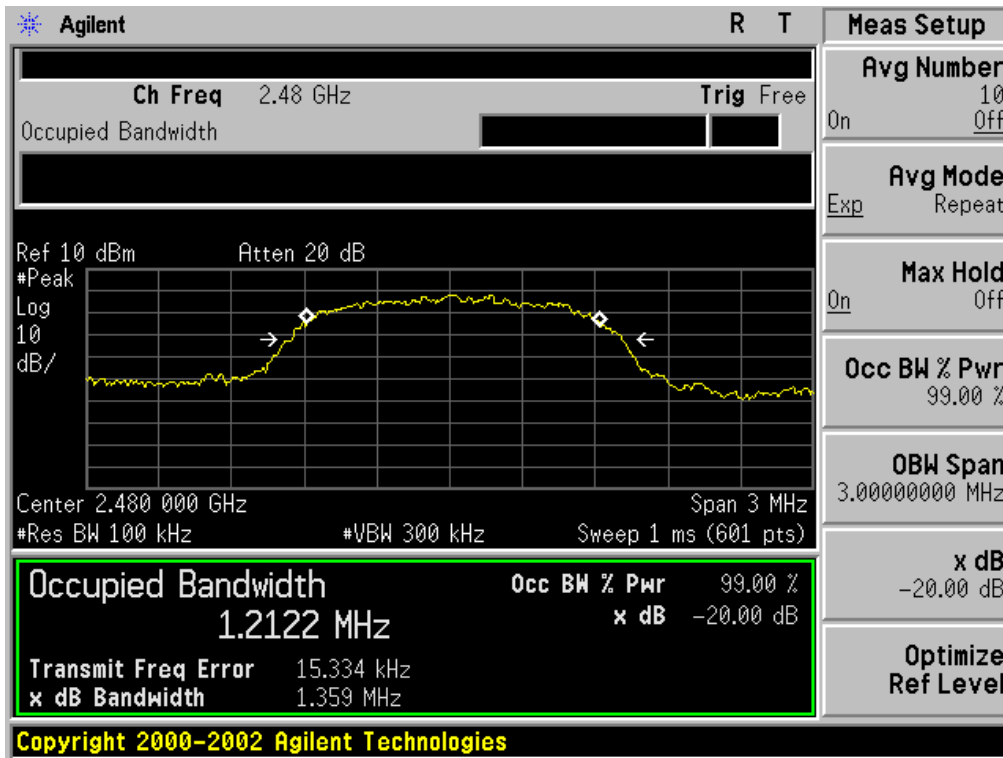 Agilent R T
Ch Freq 2.48 GHz Trig Free
Occupied Bandwidth
Ref 10 dBm Atten 20 dB
#Peak
Log
10
dB/
Center 2.480 000 GHz Span 3 MHz
#Res BW 100 kHz #VBW 300 kHz Sweep 1 ms (601 pts)
Occupied Bandwidth
1.2122 MHz
Occ BW % Pwr 99.00 %
x dB -20.00 dB
Transmit Freq Error 15.334 kHz
x dB Bandwidth 1.359 MHz
Copyright 2000-2002 Agilent Technologies
Meas Setup
Avg Number
10
On Off
Avg Mode
Exp Repeat
Max Hold
On Off
Occ BW % Pwr
99.00 %
OBW Span
3.00000000 MHz
x dB
-20.00 dB
Optimize
Ref Level